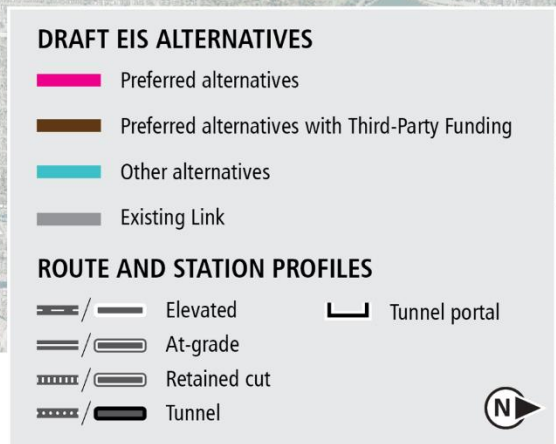 DRAFT EIS ALTERNATIVES
Preferred alternatives
Preferred alternatives with Third-Party Funding
Other alternatives
Existing Link
ROUTE AND STATION PROFILES
/ Elevated
Tunnel portal
/ At-grade
/ Retained cut
/ Tunnel
N